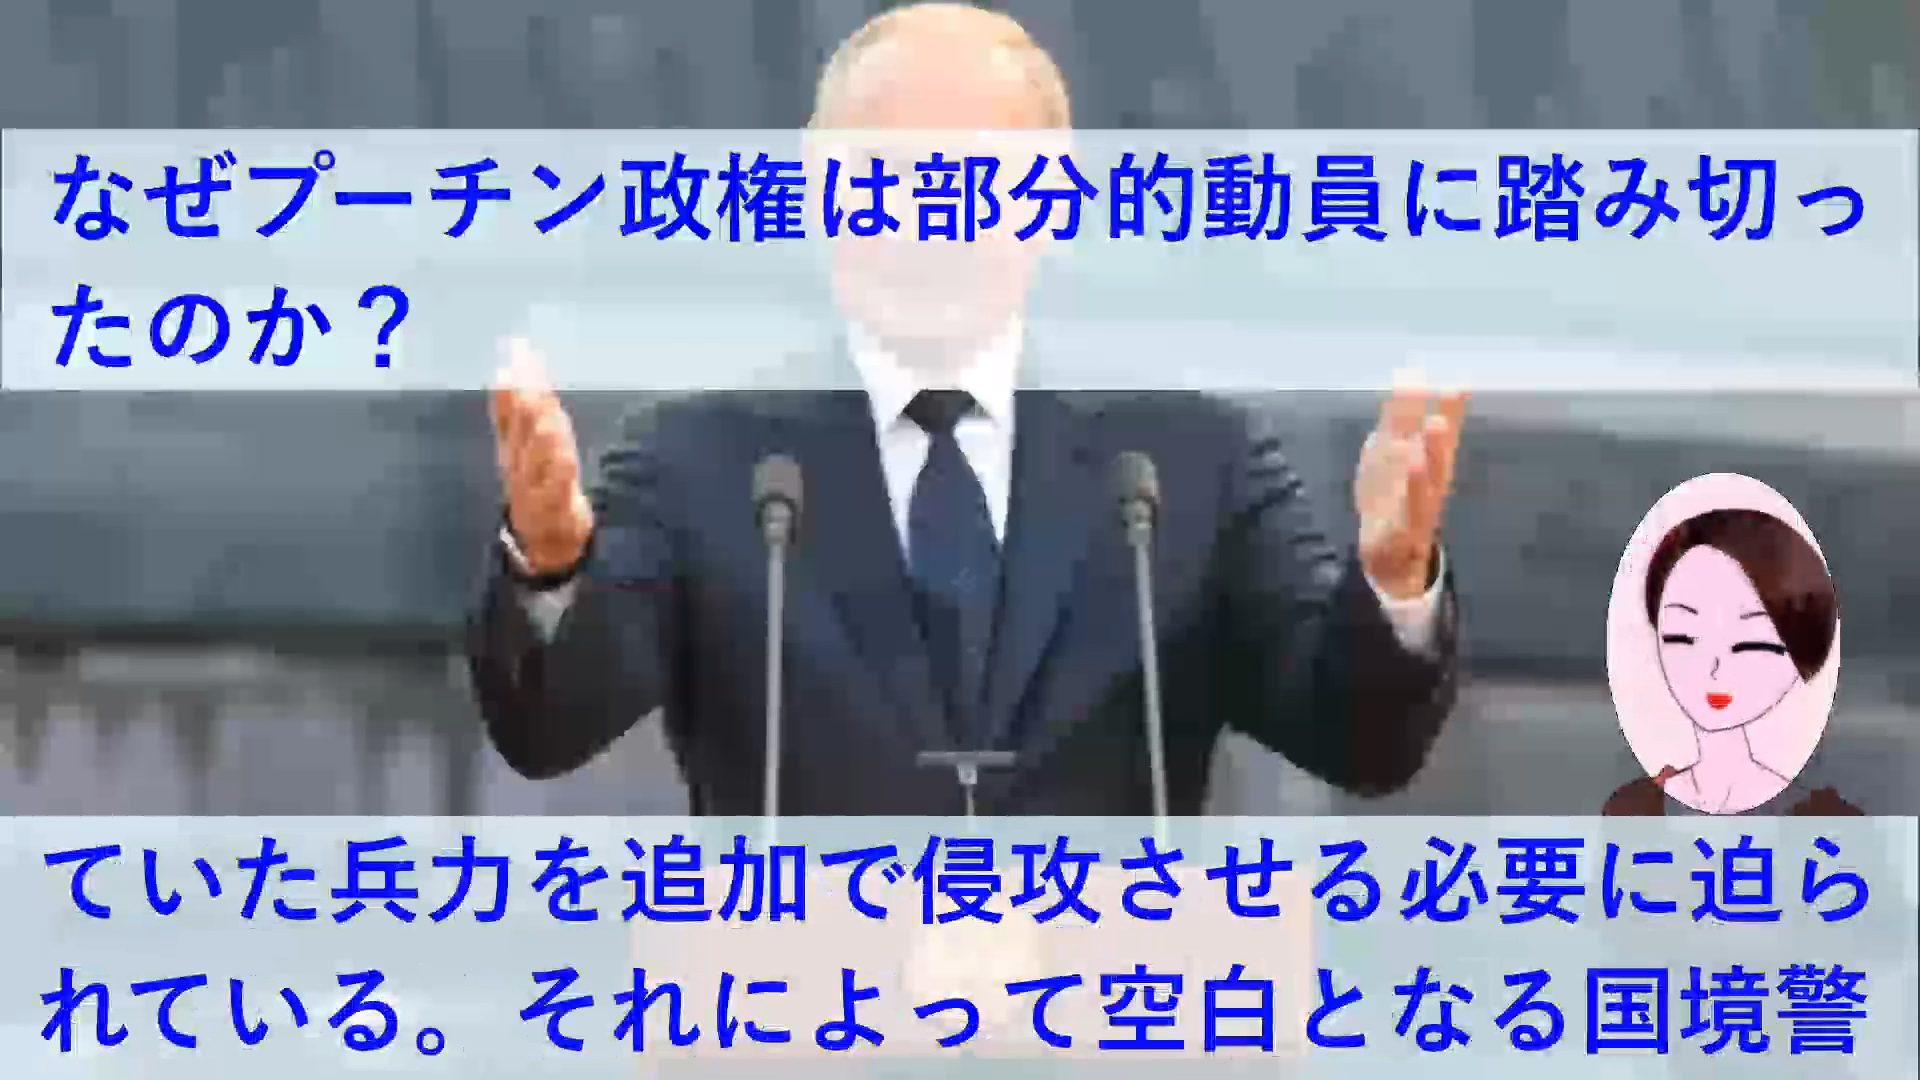 なぜプーチン政権は部分的動員に踏み切っ
たのか？
ていた兵力を追加で侵攻させる必要に迫ら
れている。それによって空白となる国境警